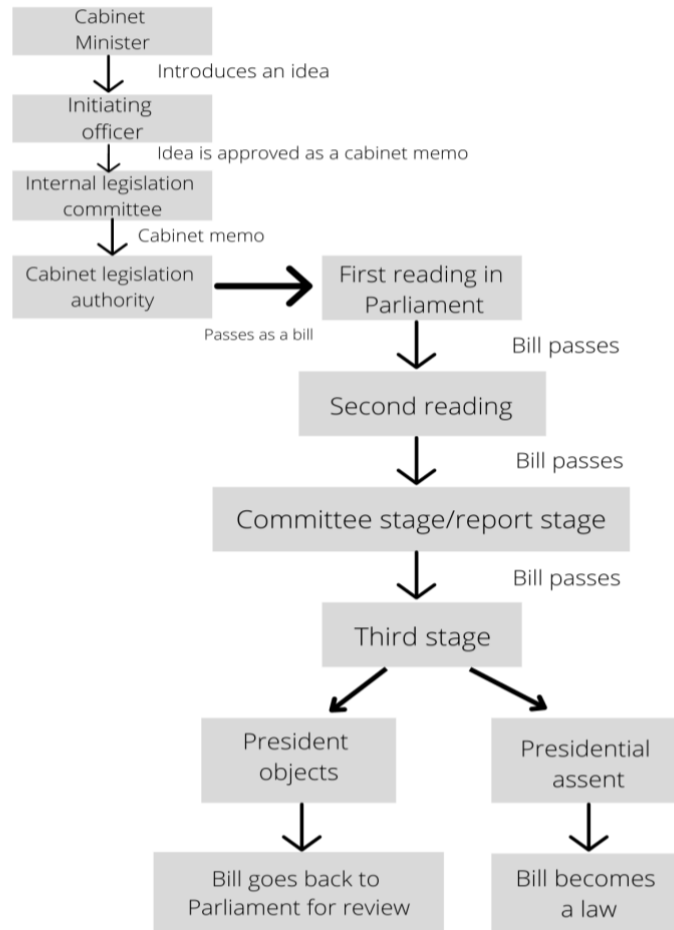 Cabinet
Minister
Introduces an idea
Initiating
officer
Idea is approved as a cabinet memo
Internal legislation
committee
Cabinet memo
Cabinet legislation
authority
Passes as a bill
First reading in
Parliament
Bill passes
Second reading
Bill passes
Committee stage/report stage
Bill passes
Third stage
President
objects
Presidential
assent
Bill goes back to
Parliament for review
Bill becomes
a law